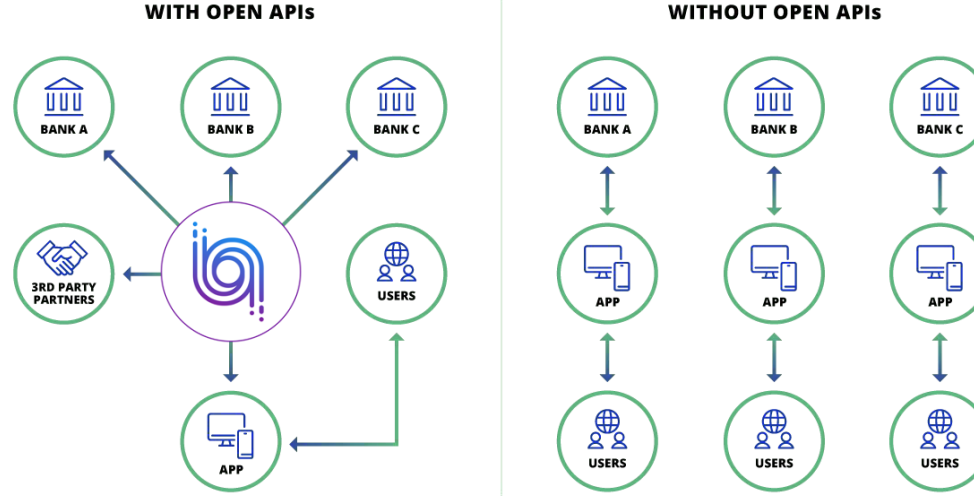 WITH OPEN APIs
BANK A
BANK B
BANK C
3RD PARTY
PARTNERS
USERS
APP
WITHOUT OPEN APIs
BANK A
BANK B
BANK C
APP
APP
APP
USERS
USERS
USERS